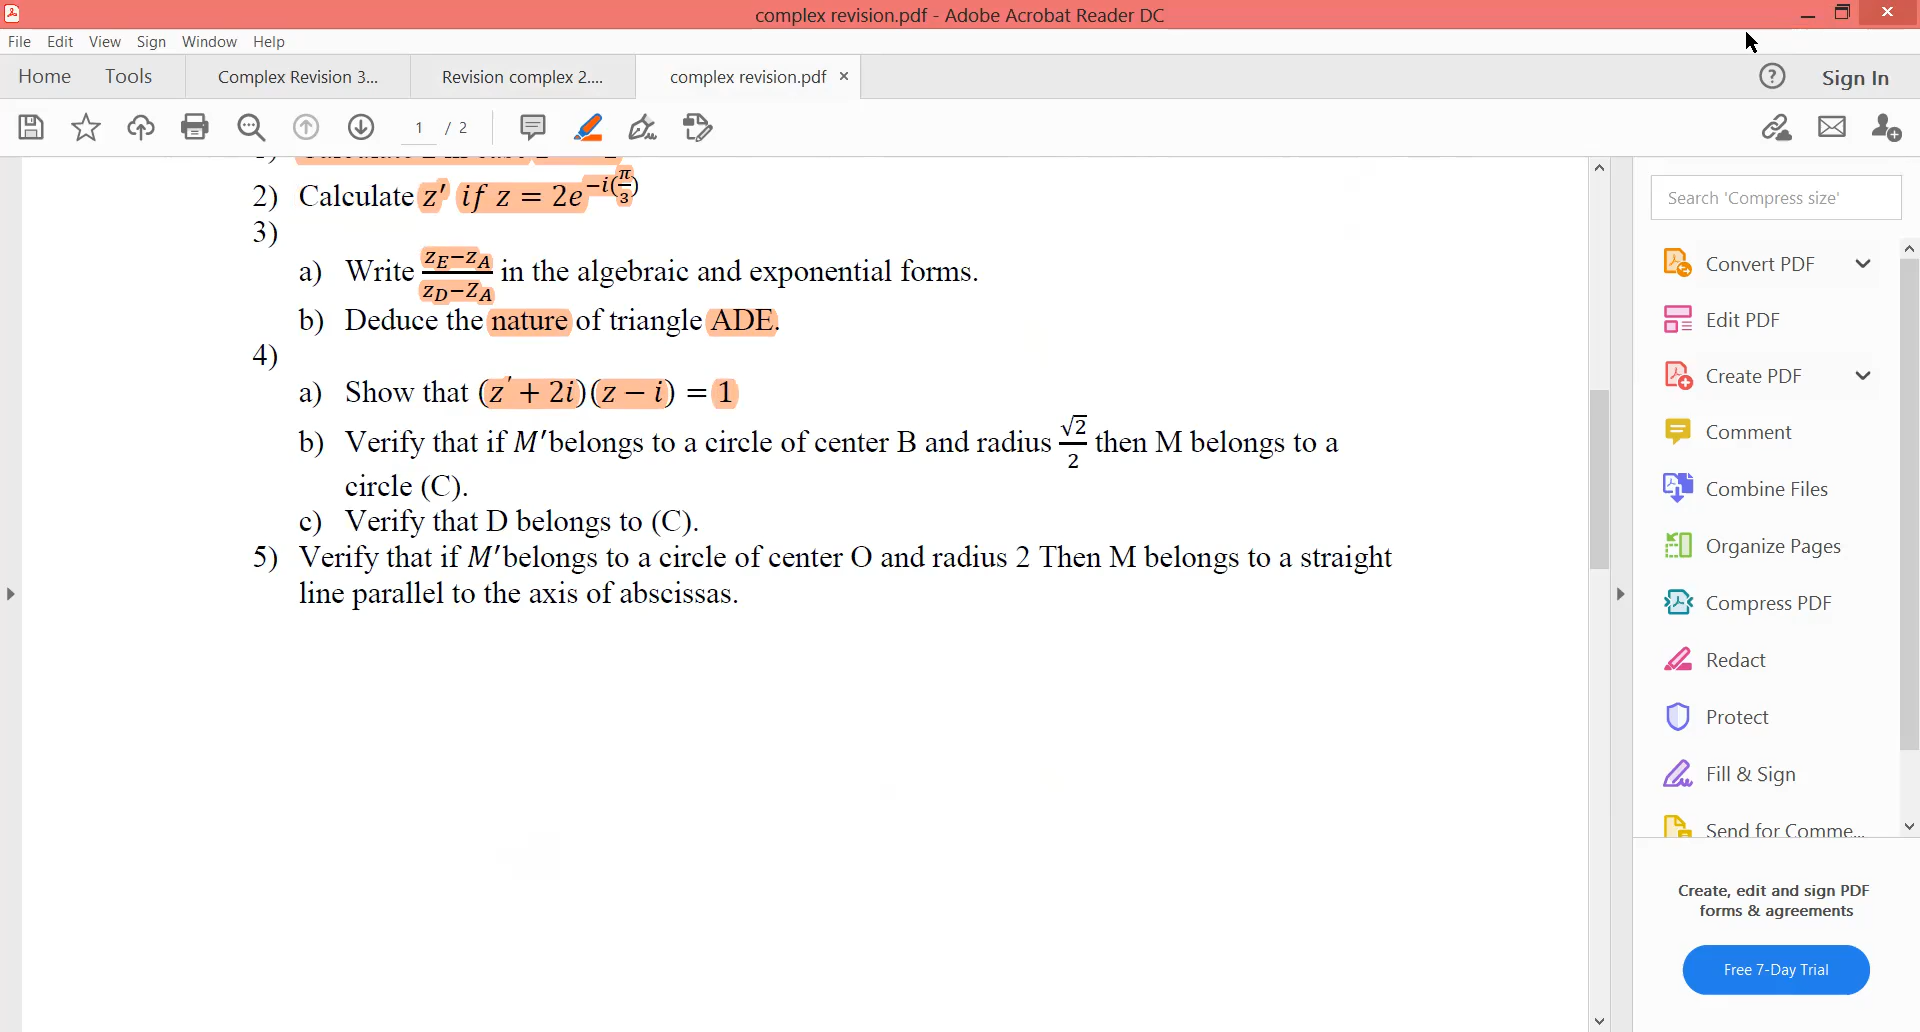 complex revision.pdf - Adobe Acrobat Reader DC
File Edit View Sign Window Help
Home Tools Complex Revision 3... Revision complex 2.... complex revision.pdf × Sign In
1 / 2
2) Calculate z′ if z = 2e^{−i(π/3)}
3)
a) Write (z_E−z_A)/(z_D−Z_A) in the algebraic and exponential forms.
b) Deduce the nature of triangle ADE.
4)
a) Show that (z′ + 2i)(z − i) = 1
b) Verify that if M′belongs to a circle of center B and radius √2/2 then M belongs to a
circle (C).
c) Verify that D belongs to (C).
5) Verify that if M′belongs to a circle of center O and radius 2 Then M belongs to a straight
line parallel to the axis of abscissas.
Search 'Compress size'
Convert PDF
Edit PDF
Create PDF
Comment
Combine Files
Organize Pages
Compress PDF
Redact
Protect
Fill & Sign
Send for Comme...
Create, edit and sign PDF
forms & agreements
Free 7-Day Trial